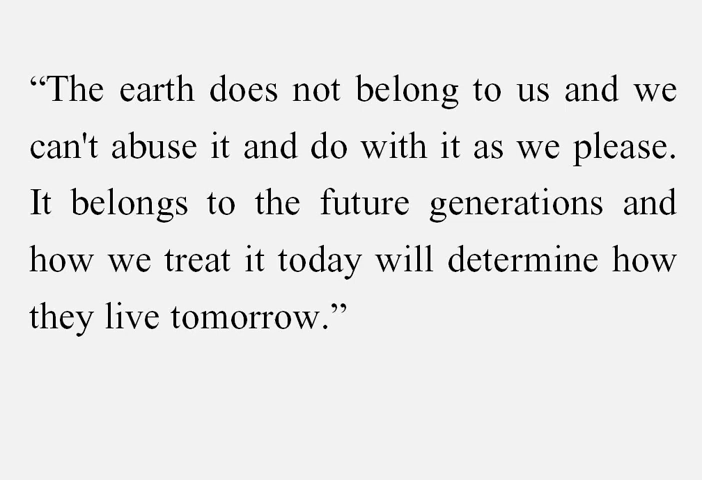 “The earth does not belong to us and we
can't abuse it and do with it as we please.
It belongs to the future generations and
how we treat it today will determine how
they live tomorrow.”